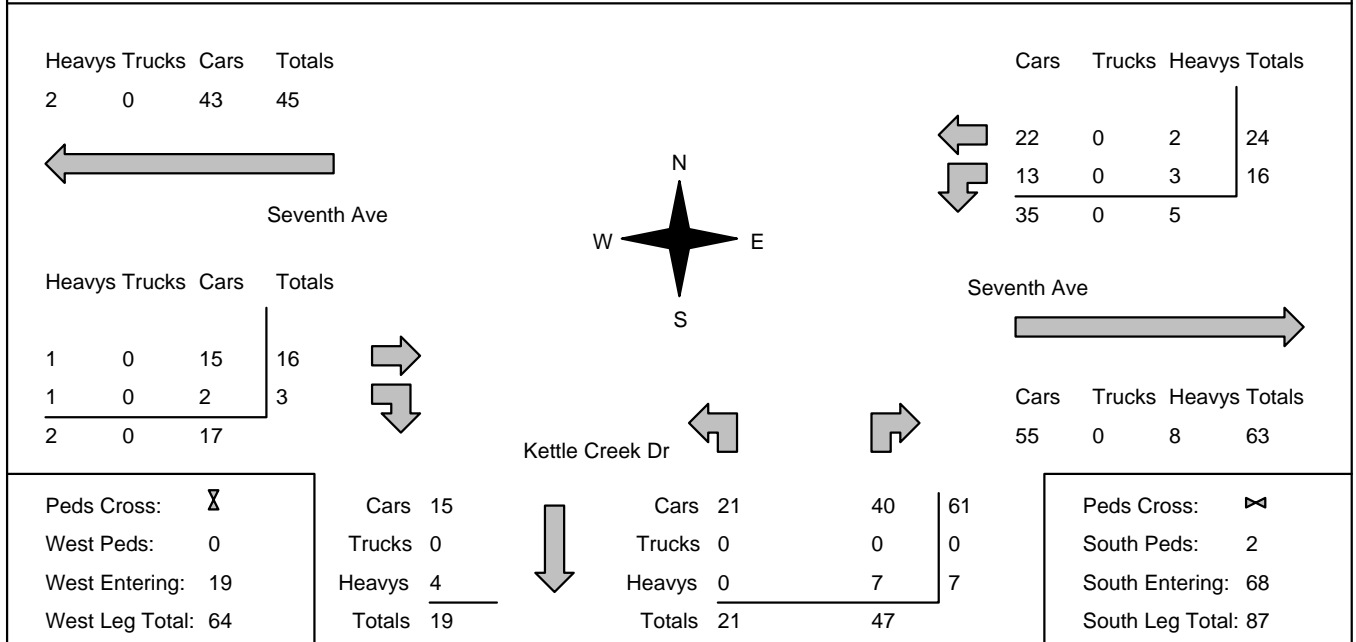 Heavys Trucks Cars Totals
2 0 43 45
Cars Trucks Heavys Totals
22 0 2 24
13 0 3 16
35 0 5
Seventh Ave
N
W E
S
Heavys Trucks Cars Totals
1 0 15 16
1 0 2 3
2 0 17
Seventh Ave
Cars Trucks Heavys Totals
55 0 8 63
Kettle Creek Dr
Peds Cross:
West Peds: 0
West Entering: 19
West Leg Total: 64
Cars 15
Trucks 0
Heavys 4
Totals 19
Cars 21 40 61
Trucks 0 0 0
Heavys 0 7 7
Totals 21 47
Peds Cross:
South Peds: 2
South Entering: 68
South Leg Total: 87